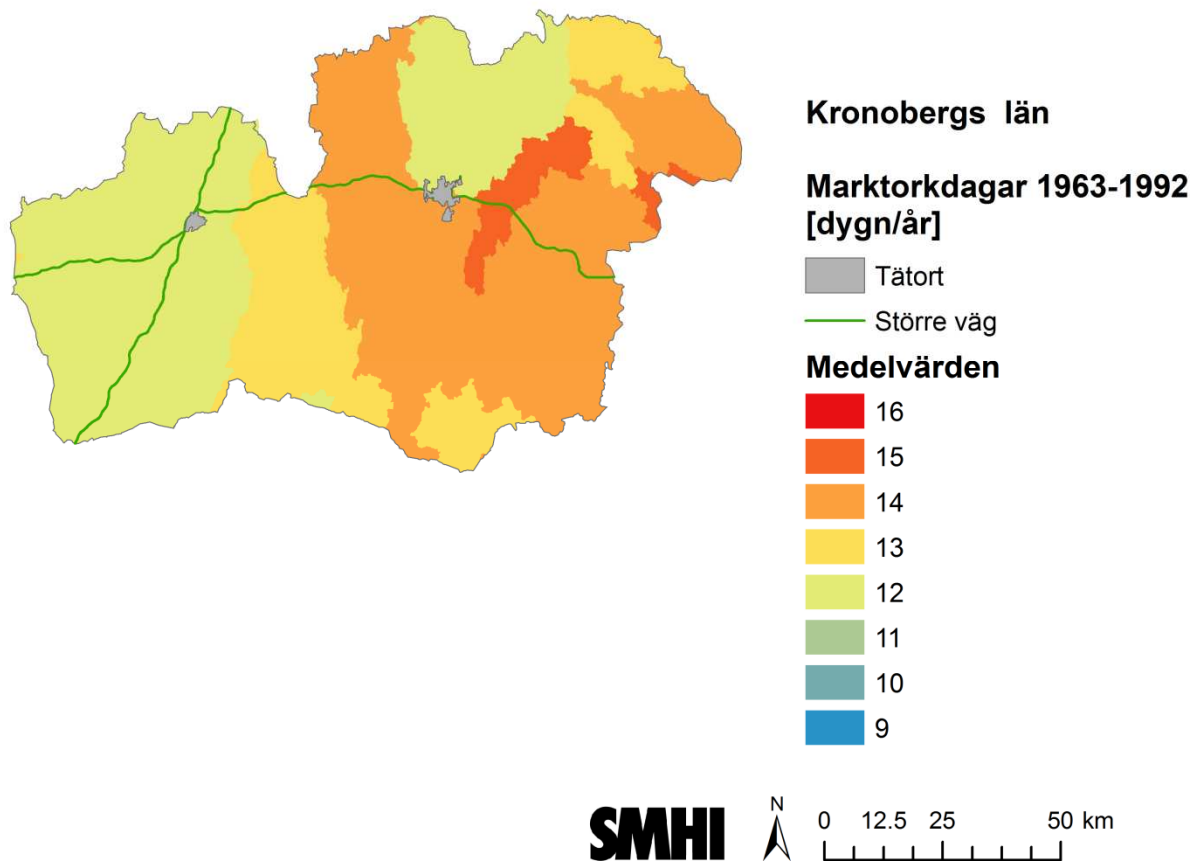 Kronobergs län
Marktorkdagar 1963-1992
[dygn/år]
Tätort
Större väg
Medelvärden
16
15
14
13
12
11
10
9
SMHI
N
0 12.5 25 50 km